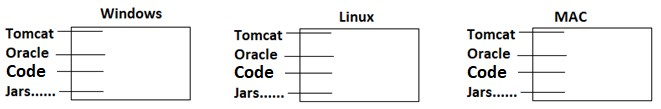 Windows
Tomcat
Oracle
Code
Jars......
Linux
Tomcat
Oracle
Code
Jars......
MAC
Tomcat
Oracle
Code
Jars......